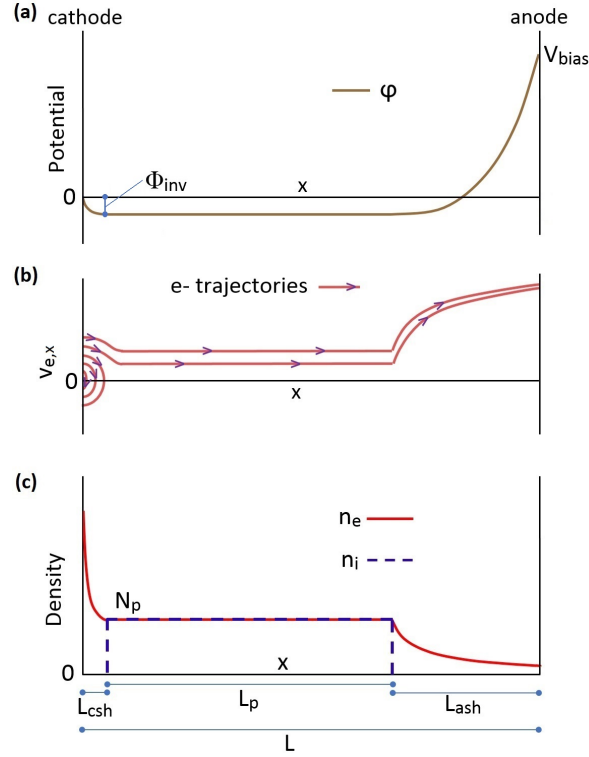 (a)
cathode
anode
Potential
V_bias
φ
Φ_inv
x
0
(b)
e- trajectories
v_e,x
0
x
(c)
Density
n_e
n_i
N_p
x
0
L_csh
L_p
L_ash
L